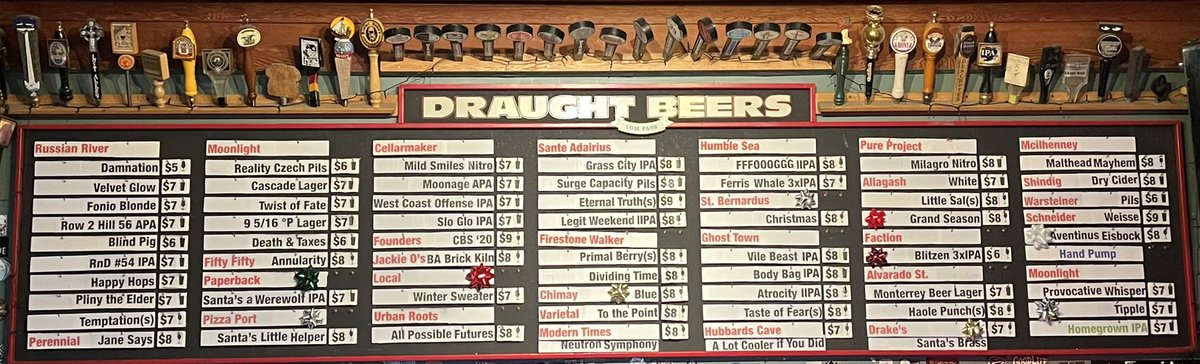 DRAUGHT BEERS
VOM FASS
Russian River
Damnation $5
Velvet Glow $7
Fonio Blonde $7
Row 2 Hill 56 APA $7
Blind Pig $6
RnD #54 IPA $7
Happy Hops $7
Pliny the Elder $7
Temptation(s) $7
Perennial Jane Says $8
Moonlight
Reality Czech Pils $6
Cascade Lager $7
Twist of Fate $7
9 5/16 °P Lager $7
Death & Taxes $6
Fifty Fifty Annularity $8
Paperback
Santa's a Werewolf IPA $7
Pizza Port
Santa's Little Helper $8
Cellarmaker
Mild Smiles Nitro $7
Moonage APA $7
West Coast Offense IPA $7
Slo Glo IPA $7
Founders CBS '20 $9
Jackie O's BA Brick Kiln $8
Local
Winter Sweater $7
Urban Roots
All Possible Futures $8
Sante Adairius
Grass City IIPA $8
Surge Capacity Pils $8
Eternal Truth(s) $9
Legit Weekend IIPA $8
Firestone Walker
Primal Berry(s) $8
Dividing Time $8
Chimay Blue $8
Varietal To the Point $8
Modern Times $8
Neutron Symphony
Humble Sea
FFFOOOGGG IIPA $8
Ferris Whale 3xIPA $7
St. Bernardus
Christmas $8
Ghost Town
Vile Beast IPA $8
Body Bag IPA $8
Atrocity IIPA $8
Taste of Fear(s) $8
Hubbards Cave $7
A Lot Cooler if You Did
Pure Project
Milagro Nitro $8
Allagash White $7
Little Sal(s) $8
Grand Season $8
Faction
Blitzen 3xIPA $6
Alvarado St.
Monterrey Beer Lager $7
Haole Punch(s) $8
Drake's $7
Santa's Brass
Mcilhenney
Malthead Mayhem $8
Shindig Dry Cider $8
Warsteiner Pils $6
Schneider Weisse $9
Aventinus Eisbock $8
Hand Pump
Moonlight
Provocative Whisper $7
Tipple $7
Homegrown IPA $7